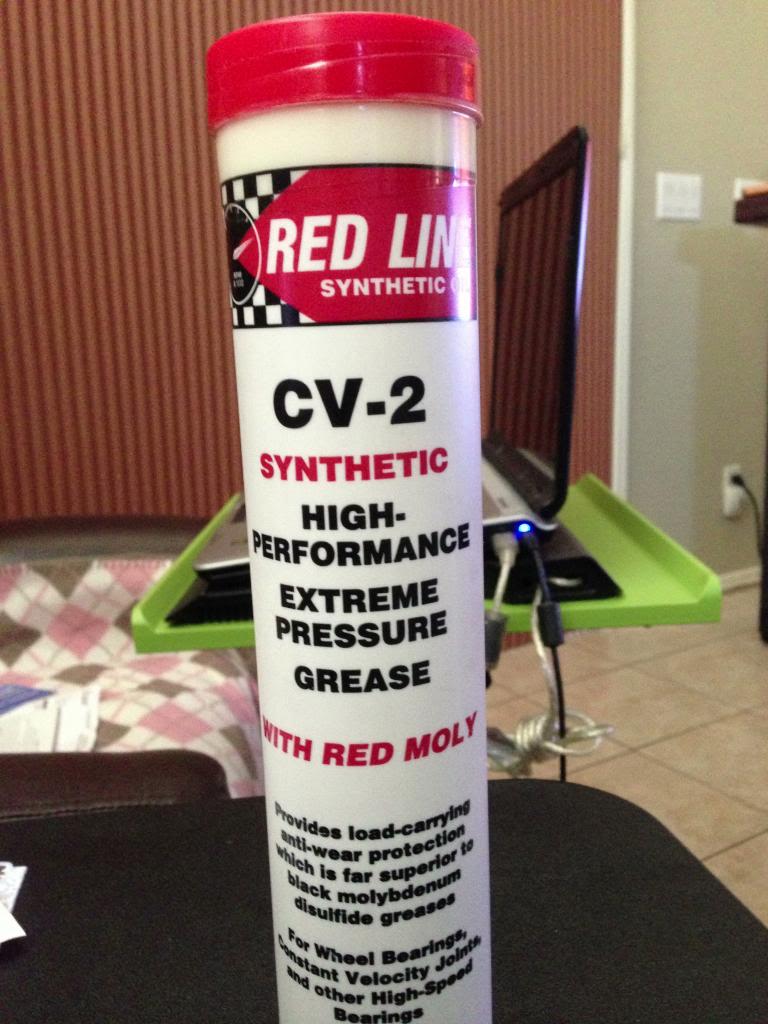 RED LINE
SYNTHETIC
CV-2
SYNTHETIC
HIGH-
PERFORMANCE
EXTREME
PRESSURE
GREASE
WITH RED MOLY
Provides load-carrying
anti-wear protection
which is far superior to
black molybdenum
disulfide greases
For Wheel Bearings,
Constant Velocity Joints,
and other High-Speed
Bearings